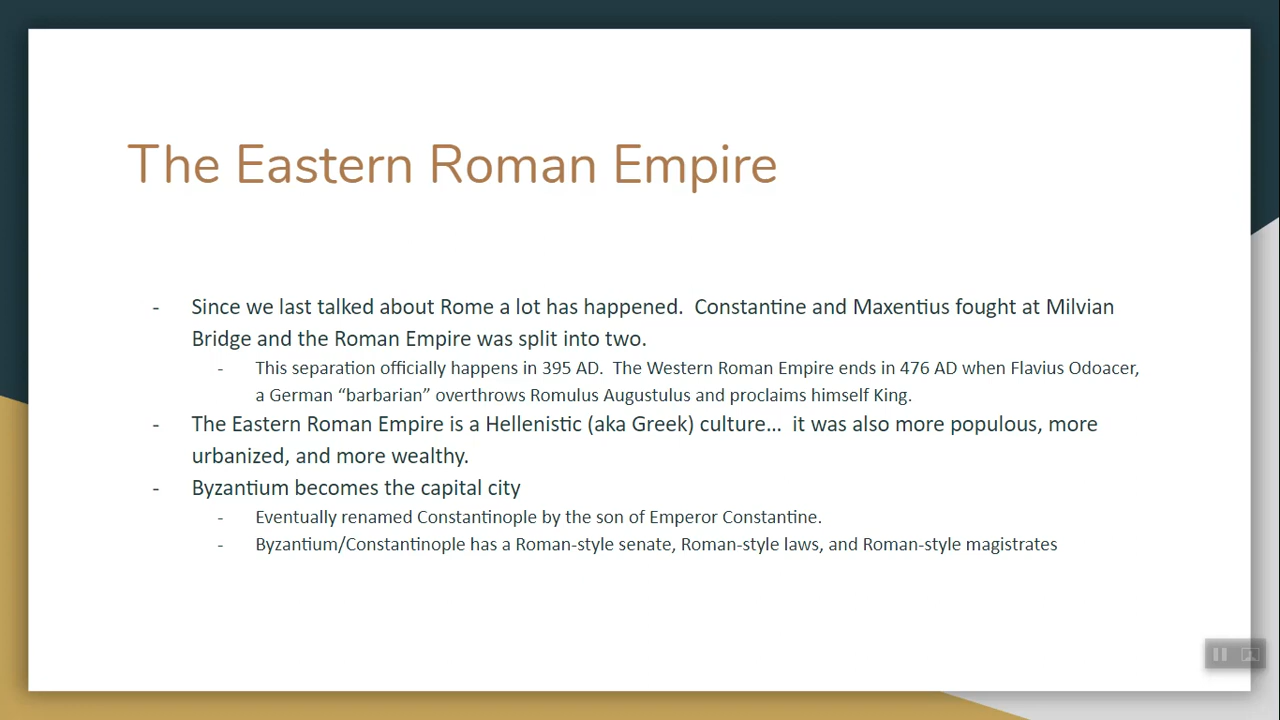 The Eastern Roman Empire
- Since we last talked about Rome a lot has happened.  Constantine and Maxentius fought at Milvian
Bridge and the Roman Empire was split into two.
- This separation officially happens in 395 AD.  The Western Roman Empire ends in 476 AD when Flavius Odoacer,
a German “barbarian” overthrows Romulus Augustulus and proclaims himself King.
- The Eastern Roman Empire is a Hellenistic (aka Greek) culture…  it was also more populous, more
urbanized, and more wealthy.
- Byzantium becomes the capital city
- Eventually renamed Constantinople by the son of Emperor Constantine.
- Byzantium/Constantinople has a Roman-style senate, Roman-style laws, and Roman-style magistrates